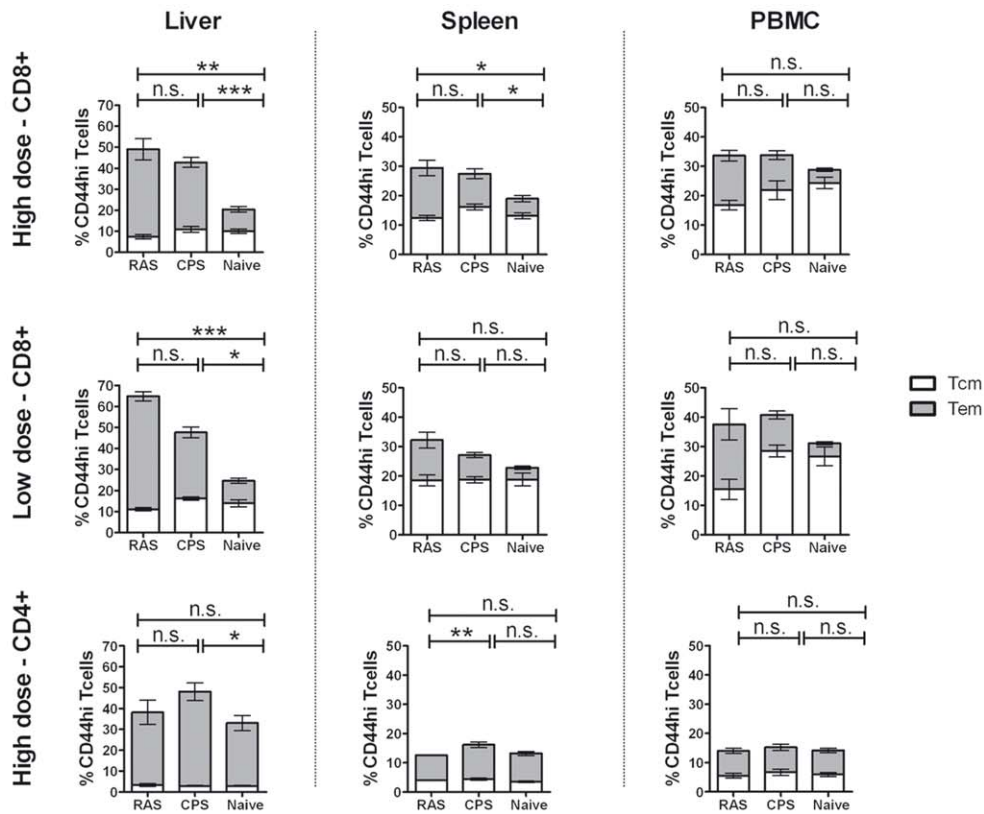 Liver
Spleen
PBMC
High dose - CD8+
**
n.s. ***
% CD44hi Tcells
70
60
50
40
30
20
10
0
RAS CPS Naive
*
n.s. *
% CD44hi Tcells
50
40
30
20
10
0
RAS CPS Naive
n.s.
n.s. n.s.
% CD44hi Tcells
50
40
30
20
10
0
RAS CPS Naive
Low dose - CD8+
***
n.s. *
% CD44hi Tcells
70
60
50
40
30
20
10
0
RAS CPS Naive
n.s.
n.s. n.s.
% CD44hi Tcells
50
40
30
20
10
0
RAS CPS Naive
n.s.
n.s. n.s.
% CD44hi Tcells
50
40
30
20
10
0
RAS CPS Naive
Tcm
Tem
High dose - CD4+
n.s.
n.s. *
% CD44hi Tcells
70
60
50
40
30
20
10
0
RAS CPS Naive
n.s.
** n.s.
% CD44hi Tcells
50
40
30
20
10
0
RAS CPS Naive
n.s.
n.s. n.s.
% CD44hi Tcells
50
40
30
20
10
0
RAS CPS Naive